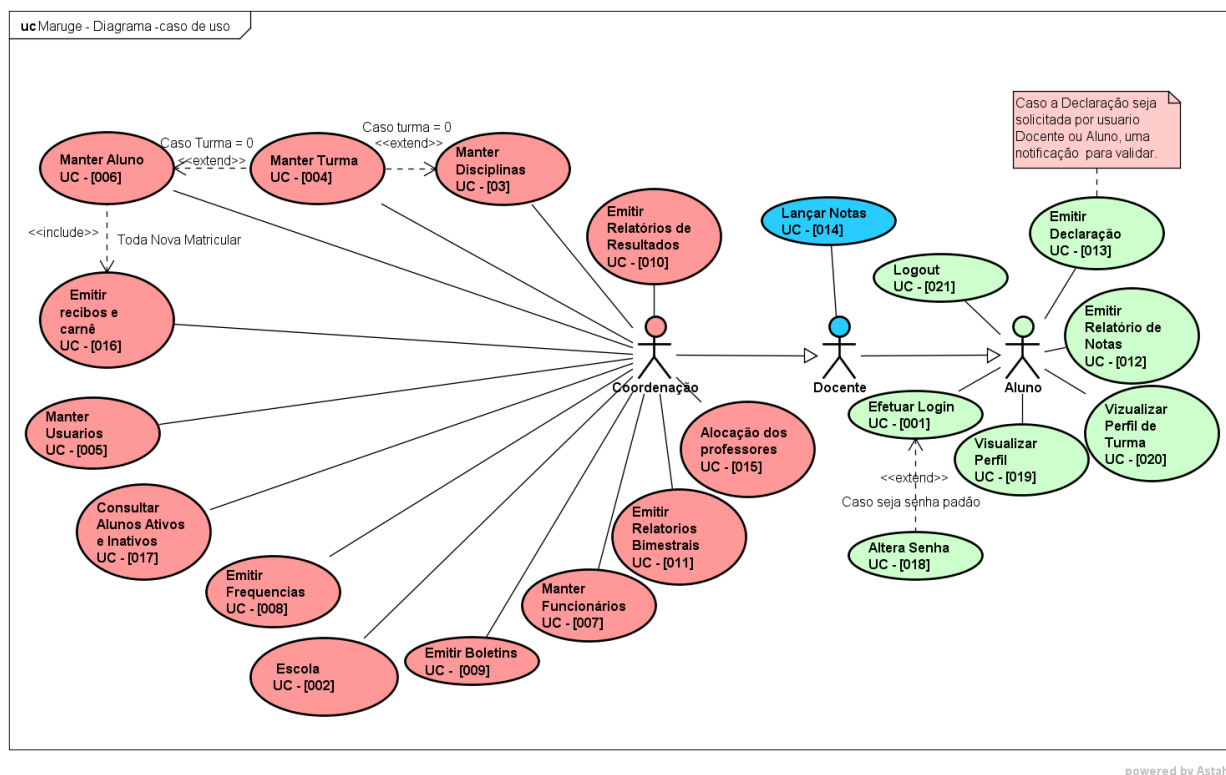 uc Maruge - Diagrama -caso de uso
Caso a Declaração seja
solicitada por usuario
Docente ou Aluno, uma
notificação para validar.
Caso Turma = 0
<<extend>>
Caso turma = 0
<<extend>>
Manter Aluno
UC - [006]
Manter Turma
UC - [004]
Manter
Disciplinas
UC - [03]
<<include>>
Toda Nova Matricular
Emitir
Relatórios de
Resultados
UC - [010]
Lançar Notas
UC - [014]
Emitir
Declaração
UC - [013]
Logout
UC - [021]
Emitir
recibos e
carnê
UC - [016]
Emitir
Relatório de
Notas
UC - [012]
Coordenação
Docente
Aluno
Manter
Usuarios
UC - [005]
Alocação dos
professores
UC - [015]
Efetuar Login
UC - [001]
Visualizar
Perfil
UC - [019]
Vizualizar
Perfil de
Turma
UC - [020]
<<extend>>
Caso seja senha padão
Consultar
Alunos Ativos
e Inativos
UC - [017]
Emitir
Relatorios
Bimestrais
UC - [011]
Altera Senha
UC - [018]
Emitir
Frequencias
UC - [008]
Manter
Funcionários
UC - [007]
Escola
UC - [002]
Emitir Boletins
UC - [009]
powered by Astah